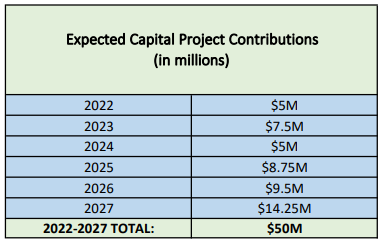 Expected Capital Project Contributions
(in millions)
2022 $5M
2023 $7.5M
2024 $5M
2025 $8.75M
2026 $9.5M
2027 $14.25M
2022-2027 TOTAL: $50M